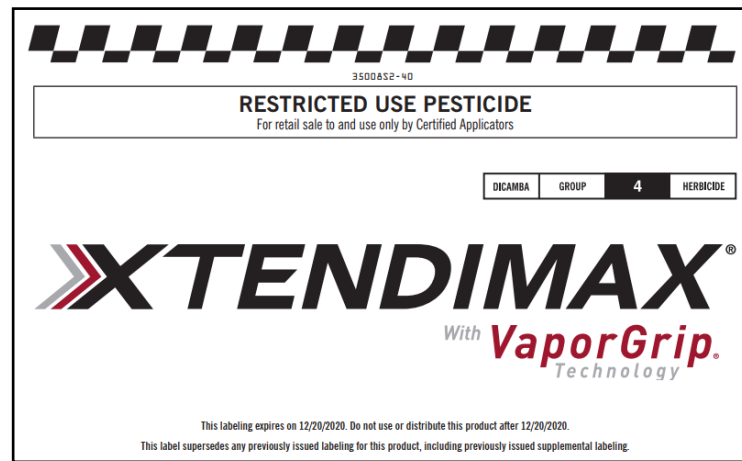 35008S2-40
RESTRICTED USE PESTICIDE
For retail sale to and use only by Certified Applicators
DICAMBA GROUP 4 HERBICIDE
XTENDIMAX®
With VaporGrip®
Technology
This labeling expires on 12/20/2020. Do not use or distribute this product after 12/20/2020.
This label supersedes any previously issued labeling for this product, including previously issued supplemental labeling.